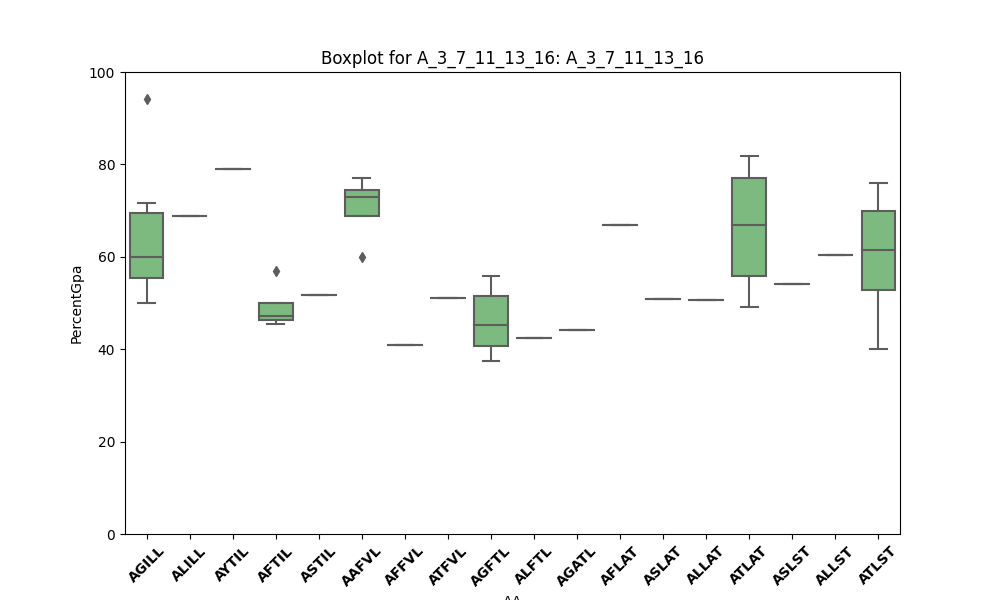 Boxplot for A_3_7_11_13_16: A_3_7_11_13_16
PercentGpa
100
80
60
40
20
0
AGILL ALILL AYTIL AFTIL ASTIL AAFVL AFFVL ATFVL AGFTL ALFTL AGATL AFLAT ASLAT ALLAT ATLAT ASLST ALLST ATLST
AA